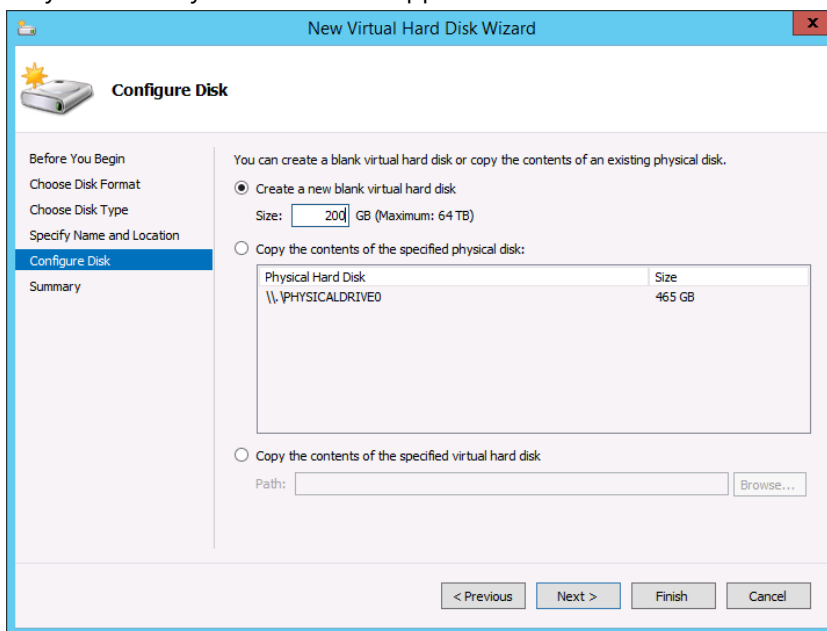 New Virtual Hard Disk Wizard
x
Configure Disk
Before You Begin
Choose Disk Format
Choose Disk Type
Specify Name and Location
Configure Disk
Summary
You can create a blank virtual hard disk or copy the contents of an existing physical disk.
Create a new blank virtual hard disk
Size: 200 GB (Maximum: 64 TB)
Copy the contents of the specified physical disk:
Physical Hard Disk Size
\\.\PHYSICALDRIVE0 465 GB
Copy the contents of the specified virtual hard disk
Path: Browse...
< Previous Next > Finish Cancel